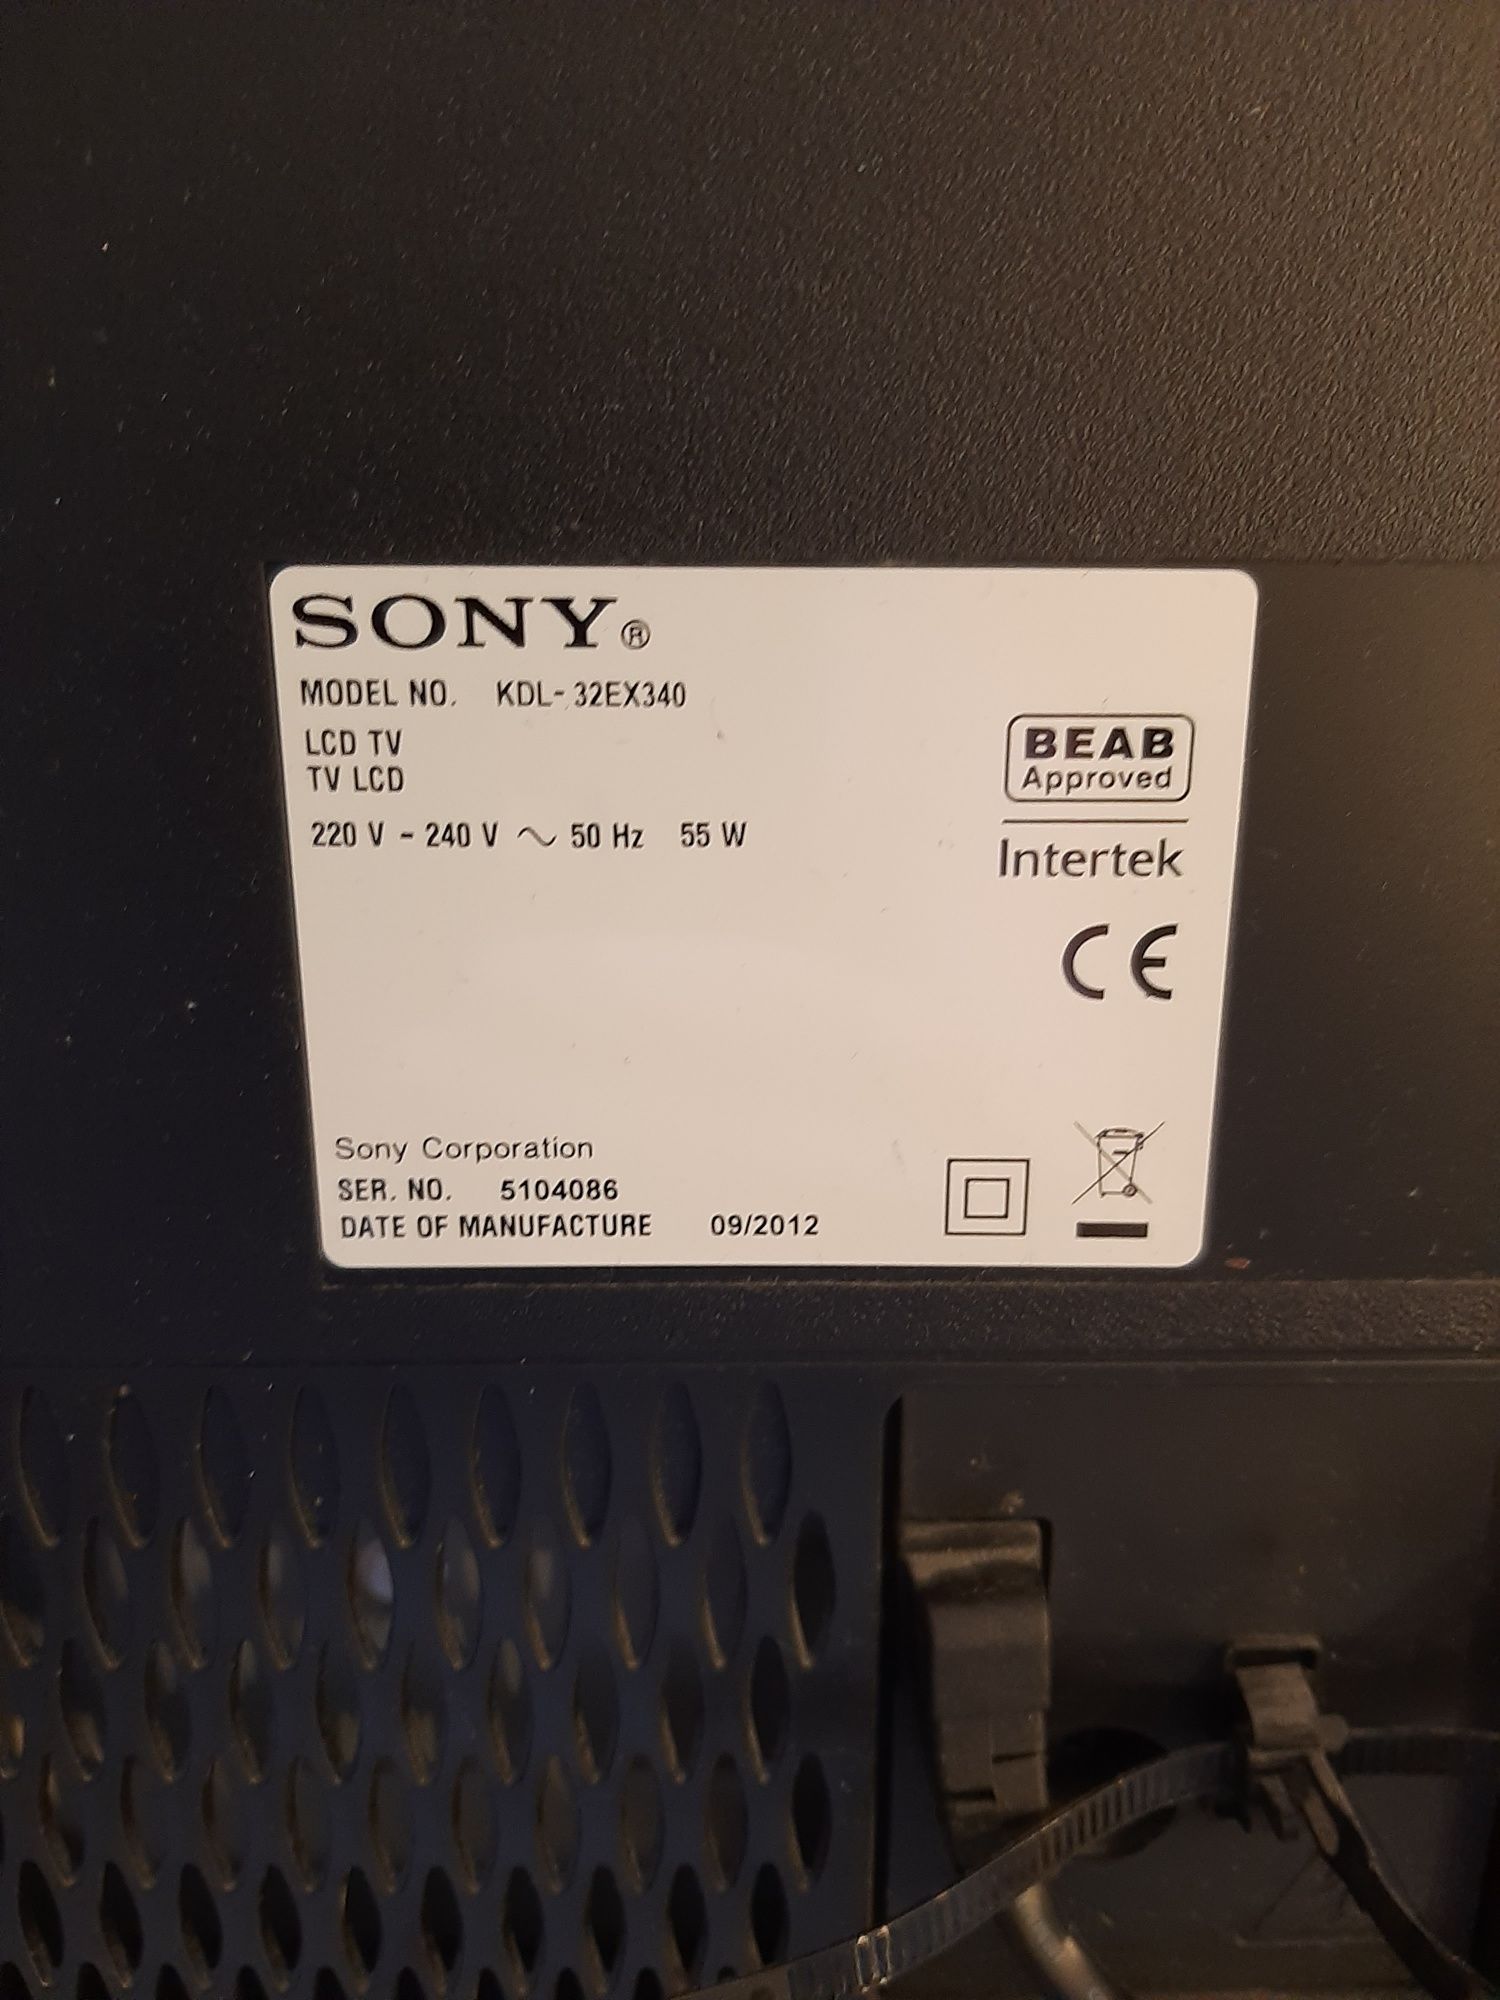 SONY®
MODEL NO. KDL-32EX340
LCD TV
TV LCD
220 V - 240 V ~ 50 Hz 55 W
BEAB
Approved
Intertek
CE
Sony Corporation
SER. NO. 5104086
DATE OF MANUFACTURE 09/2012